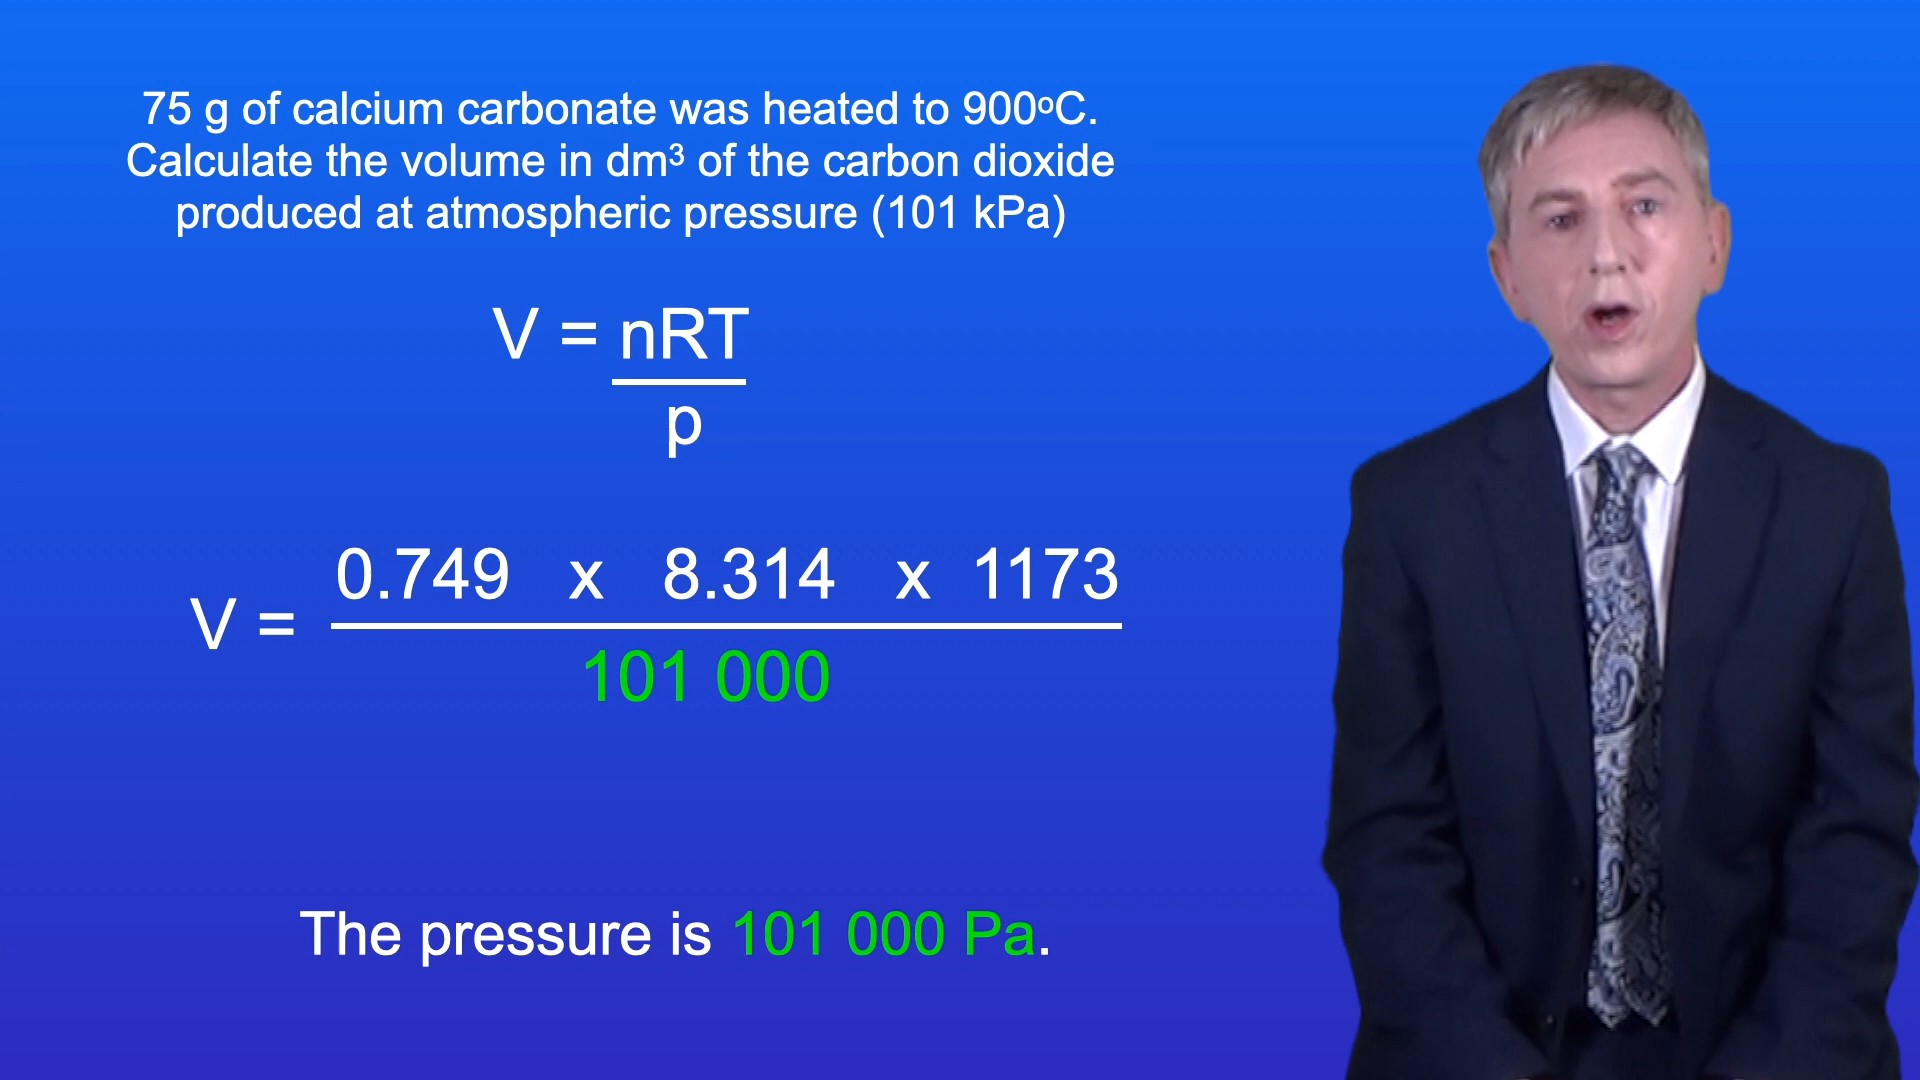 75 g of calcium carbonate was heated to 900ºC.
Calculate the volume in dm³ of the carbon dioxide
produced at atmospheric pressure (101 kPa)
V = nRT
p
0.749 x 8.314 x 1173
V =
101 000
The pressure is 101 000 Pa.